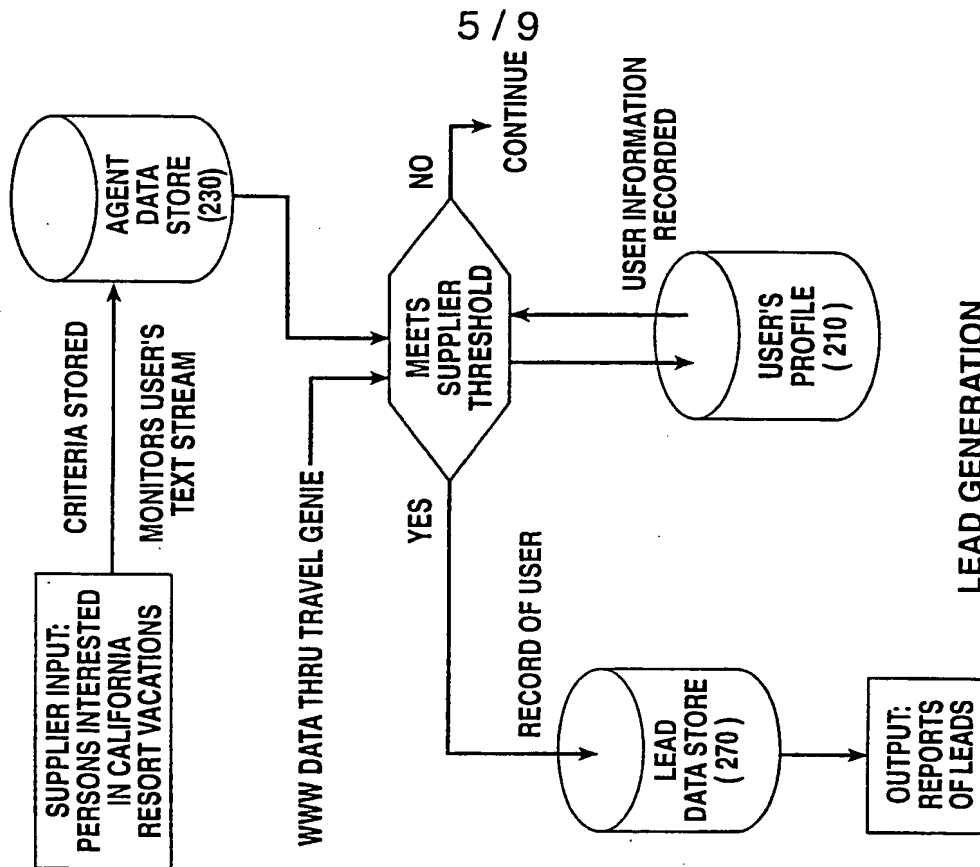 5 / 9
SUPPLIER INPUT:
PERSONS INTERESTED
IN CALIFORNIA
RESORT VACATIONS
CRITERIA STORED
MONITORS USER'S
TEXT STREAM
AGENT
DATA
STORE
(230)
WWW DATA THRU TRAVEL GENIE
MEETS
SUPPLIER
THRESHOLD
YES
NO
CONTINUE
RECORD OF USER
USER INFORMATION
RECORDED
LEAD
DATA STORE
( 270 )
USER'S
PROFILE
( 210 )
OUTPUT:
REPORTS
OF LEADS
LEAD GENERATION